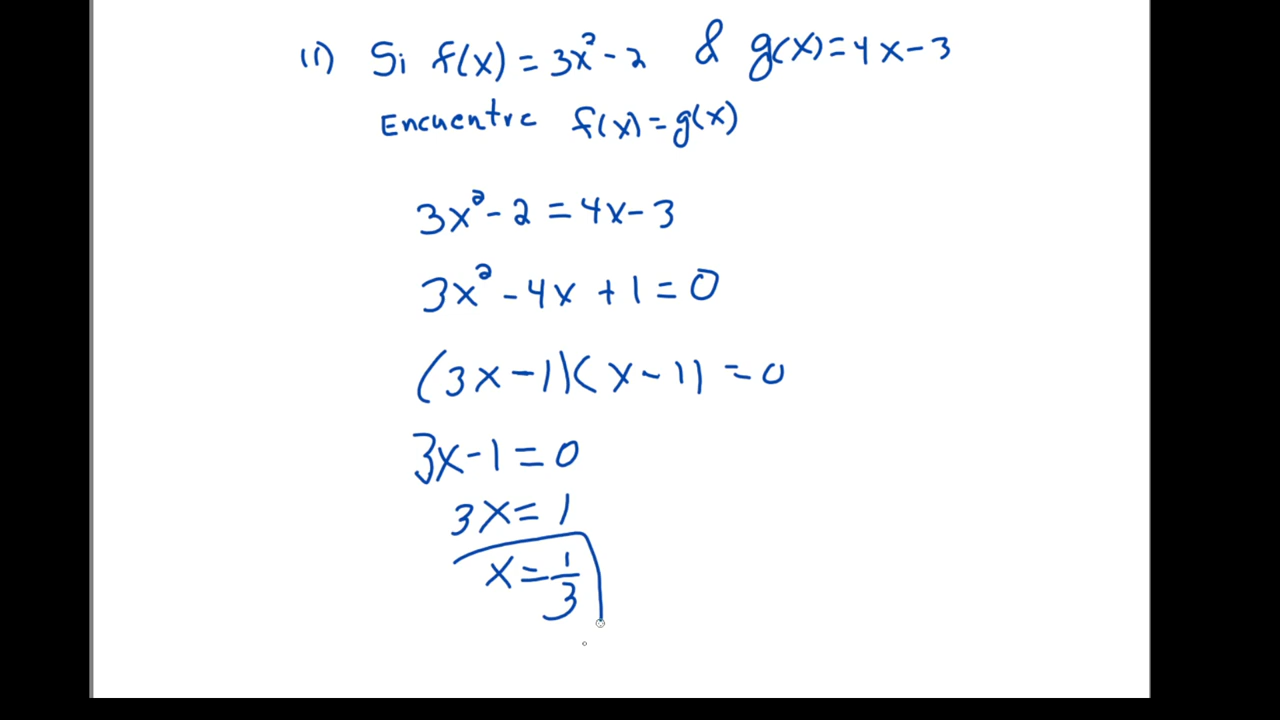 11) Si f(x) = 3x² - 2 & g(x) = 4x - 3
Encuentre f(x) = g(x)
3x² - 2 = 4x - 3
3x² - 4x + 1 = 0
(3x - 1)(x - 1) = 0
3x - 1 = 0
3x = 1
x = 1/3